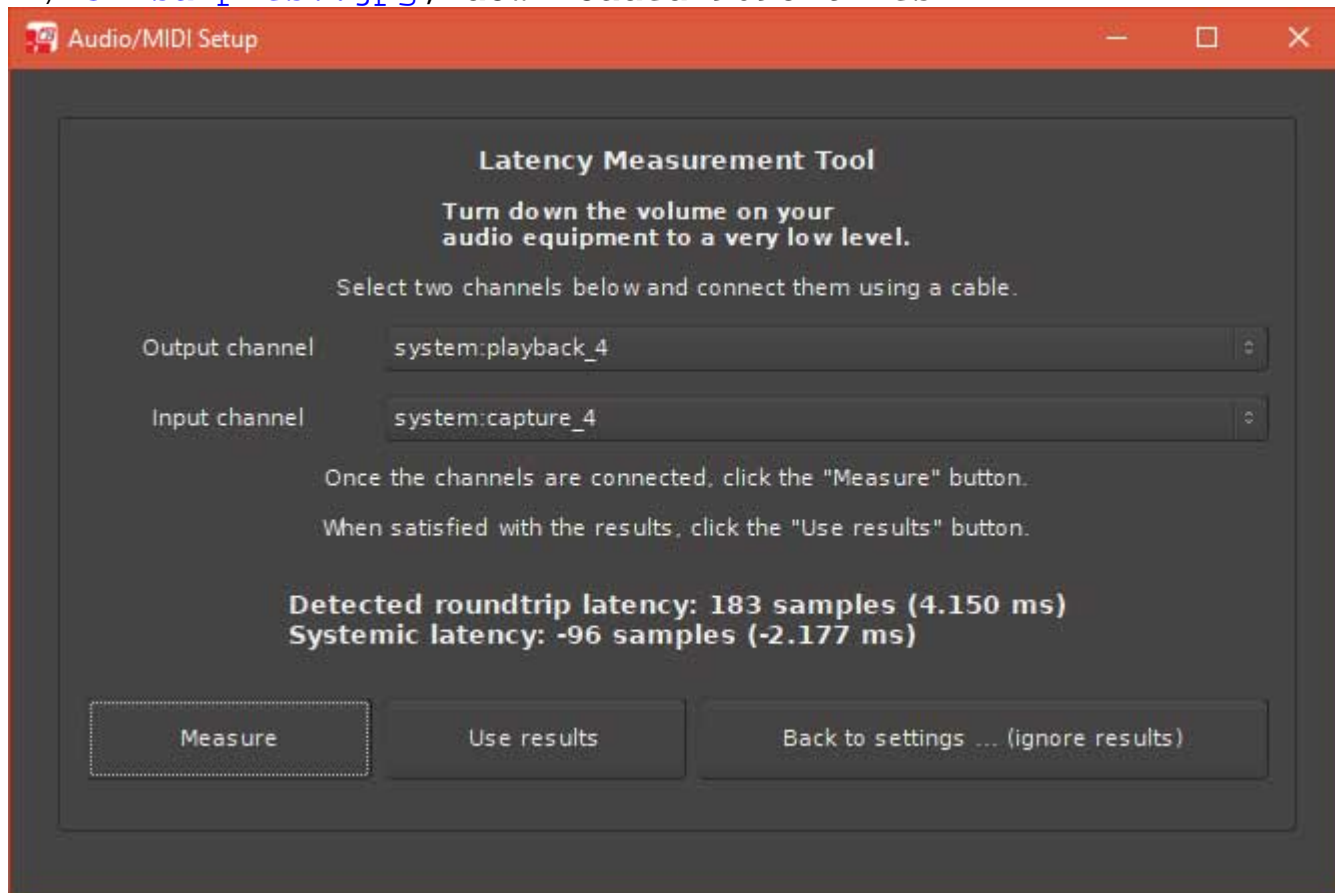 Audio/MIDI Setup
Latency Measurement Tool
Turn down the volume on your
audio equipment to a very low level.
Select two channels below and connect them using a cable.
Output channel system:playback_4
Input channel system:capture_4
Once the channels are connected, click the "Measure" button.
When satisfied with the results, click the "Use results" button.
Detected roundtrip latency: 183 samples (4.150 ms)
Systemic latency: -96 samples (-2.177 ms)
Measure Use results Back to settings ... (ignore results)